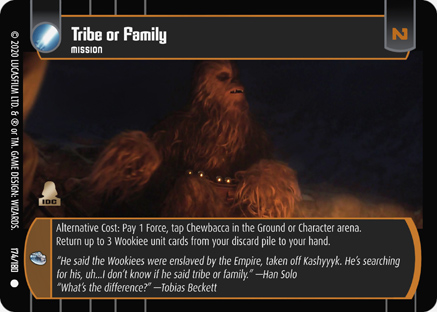 Tribe or Family
MISSION
N
© 2020 LUCASFILM LTD. & ® or TM. GAME DESIGN: WIZARDS.
174/180
IDC
Alternative Cost: Pay 1 Force, tap Chewbacca in the Ground or Character arena.
Return up to 3 Wookiee unit cards from your discard pile to your hand.
"He said the Wookiees were enslaved by the Empire, taken off Kashyyyk. He's searching
for his, uh...I don't know if he said tribe or family." —Han Solo
"What's the difference?" —Tobias Beckett